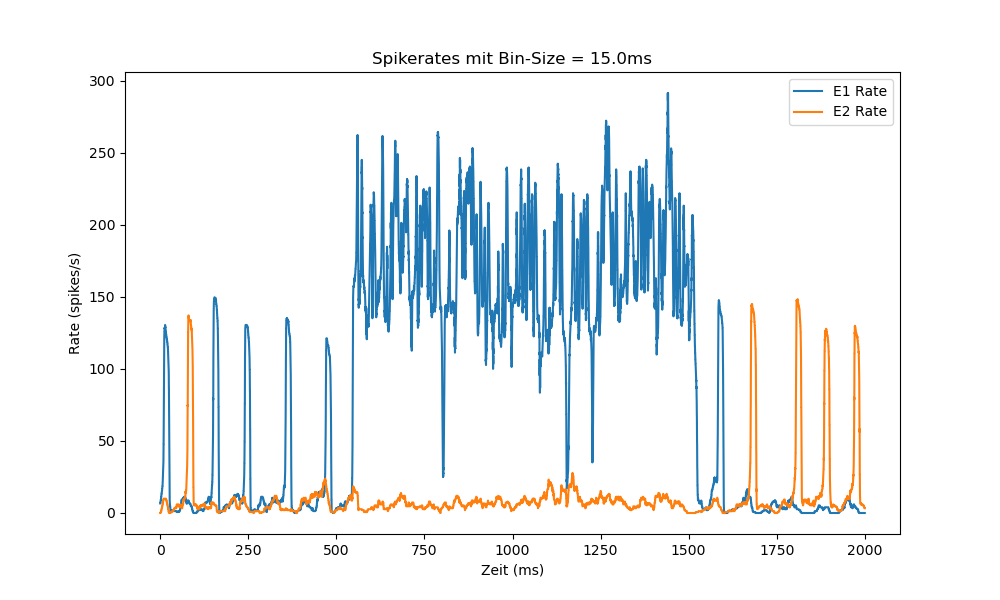 Spikerates mit Bin-Size = 15.0ms
E1 Rate
E2 Rate
Rate (spikes/s)
300
250
200
150
100
50
0
0 250 500 750 1000 1250 1500 1750 2000
Zeit (ms)